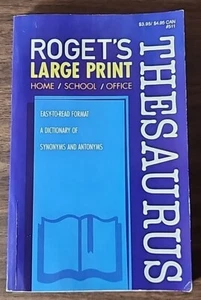 $3.95/ $4.95 CAN
#511
ROGET'S
LARGE PRINT
HOME / SCHOOL / OFFICE
THESAURUS
EASY-TO-READ FORMAT
A DICTIONARY OF
SYNONYMS AND ANTONYMS